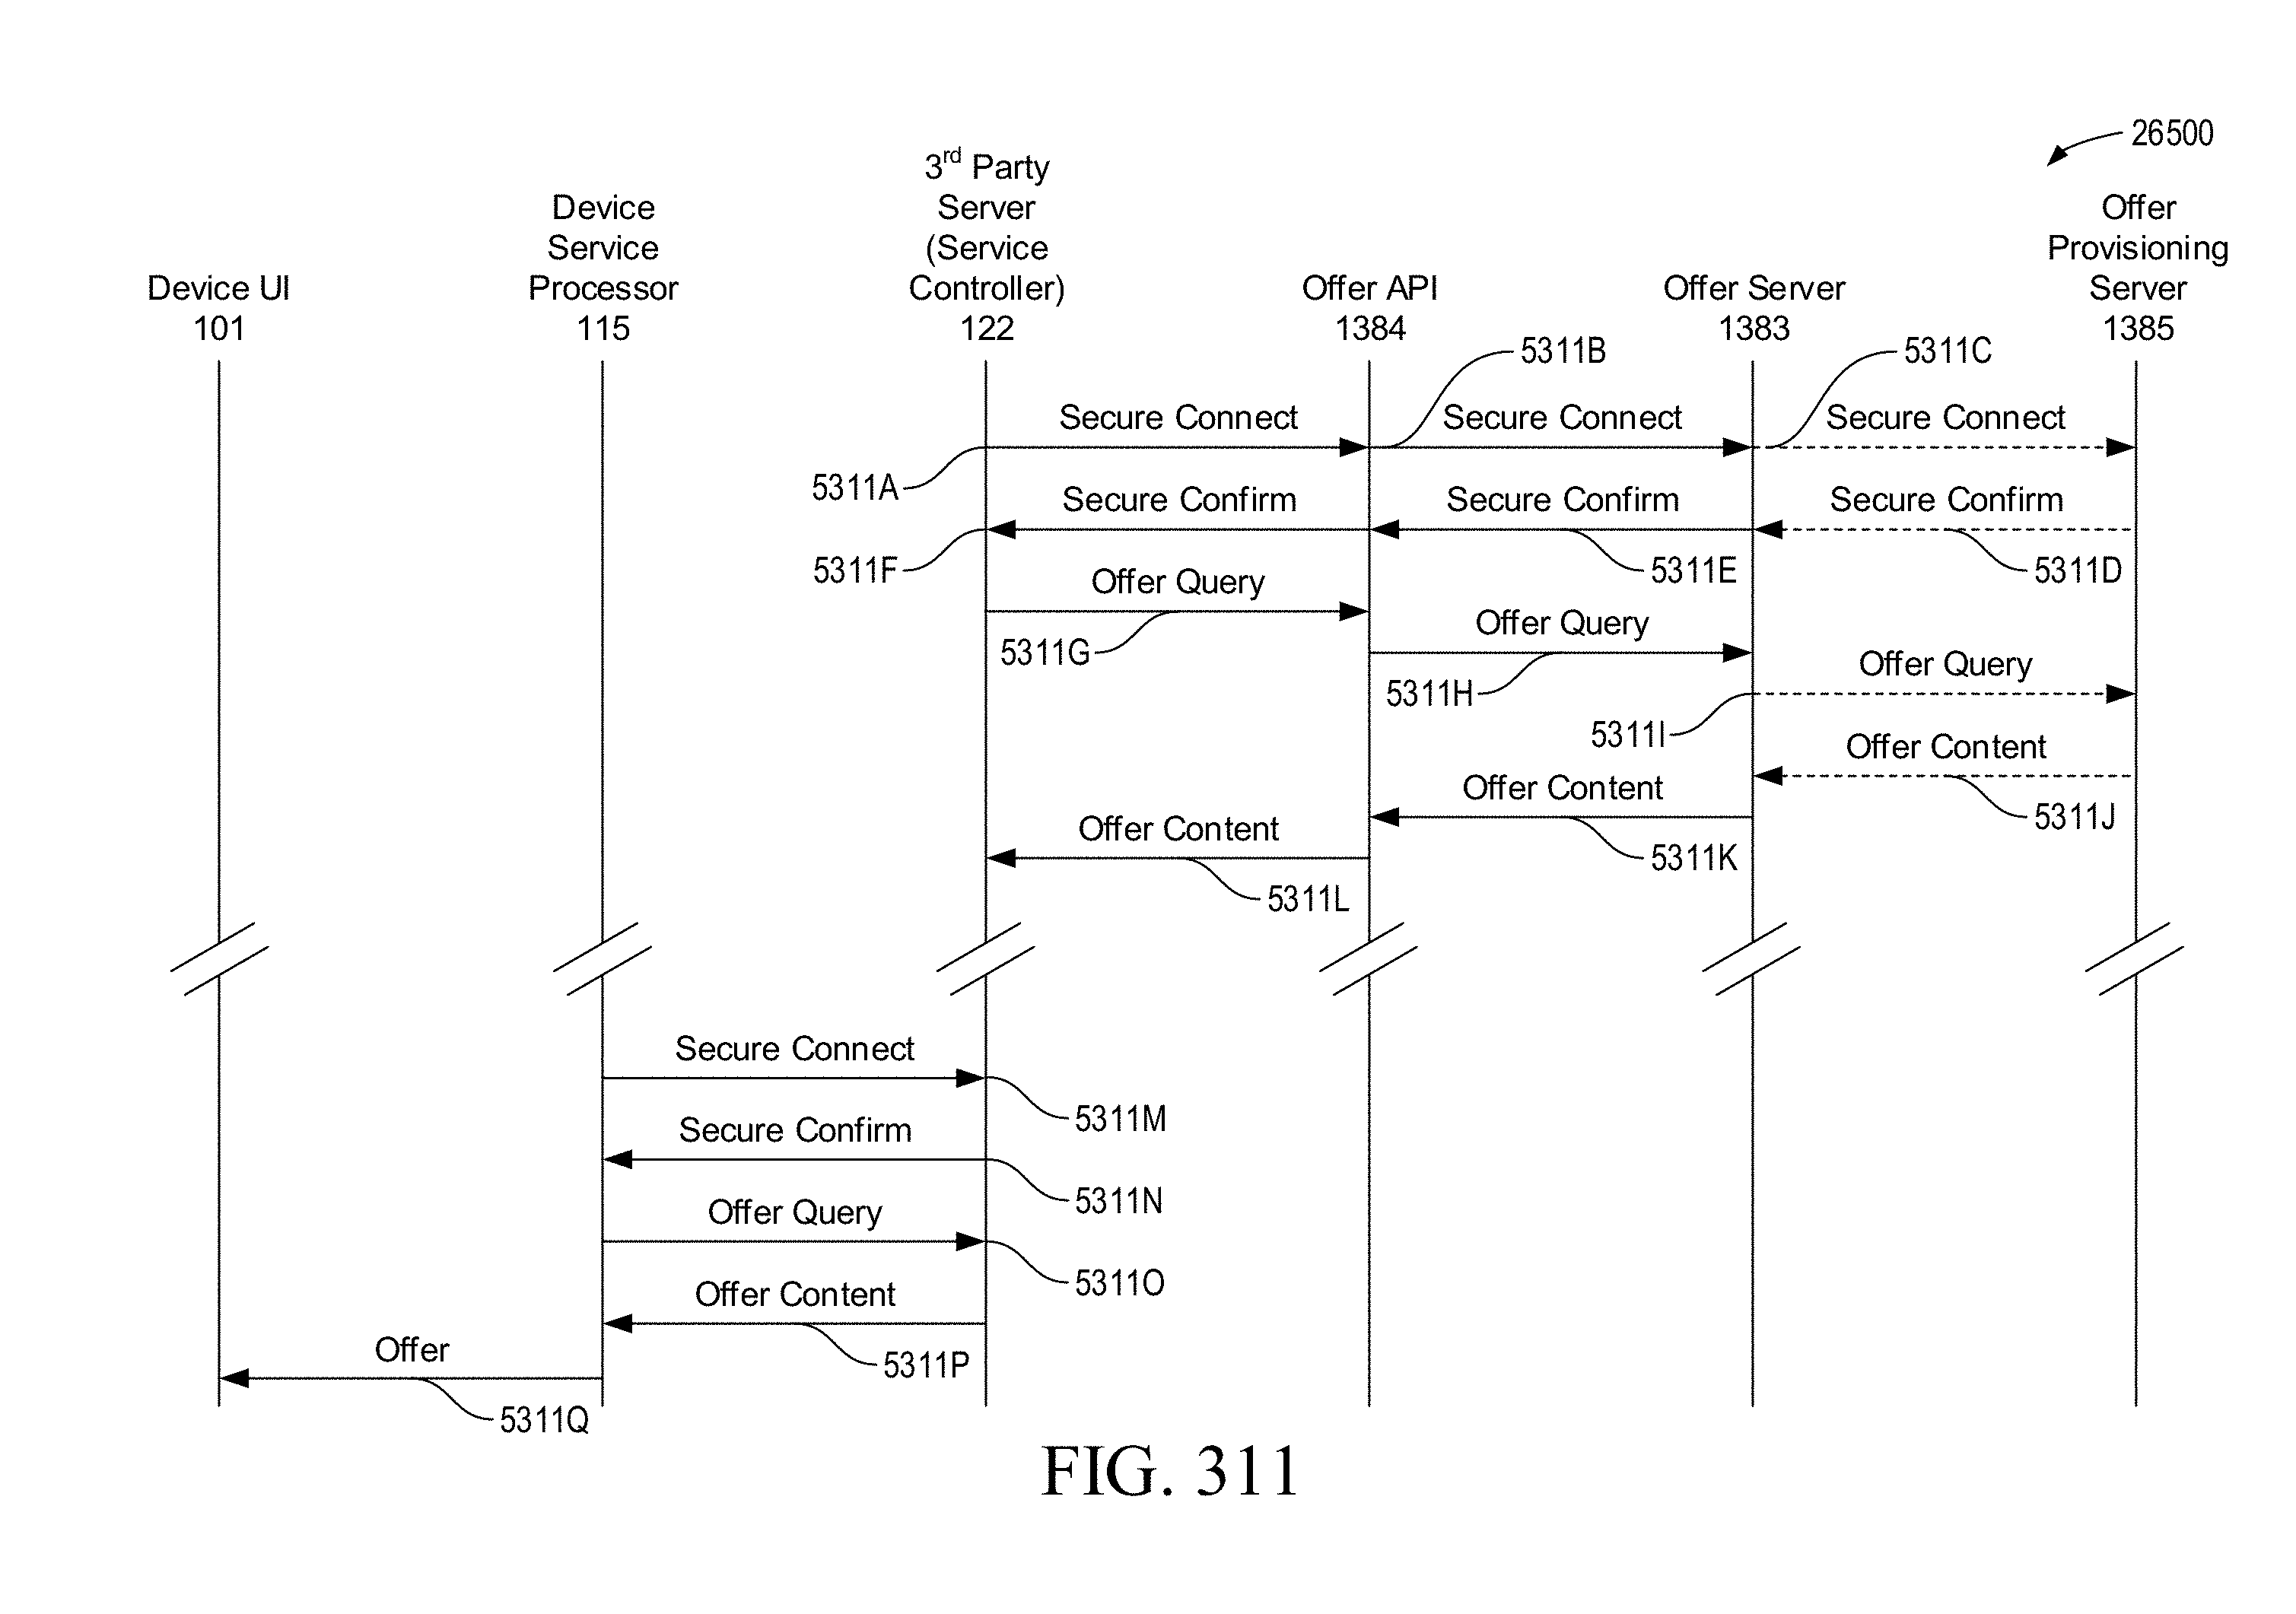 26500
Device UI
101
Device
Service
Processor
115
3rd Party
Server
(Service
Controller)
122
Offer API
1384
Offer Server
1383
Offer
Provisioning
Server
1385
5311B
5311C
Secure Connect
Secure Connect
Secure Connect
5311A
Secure Confirm
Secure Confirm
Secure Confirm
5311F
5311E
5311D
Offer Query
5311G
Offer Query
5311H
Offer Query
5311I
Offer Content
5311J
Offer Content
5311K
Offer Content
5311L
Secure Connect
5311M
Secure Confirm
5311N
Offer Query
5311O
Offer Content
5311P
Offer
5311Q
FIG. 311